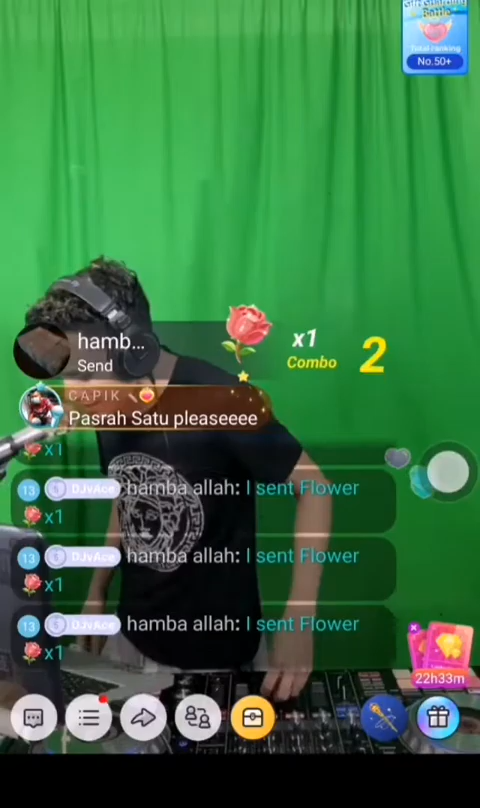 Gift Guarding
Battle
Total ranking
No.50+
hamb...
Send
x1
Combo
2
CAPIK
Pasrah Satu pleaseeee
x1
13 DJvAce hamba allah: I sent Flower
x1
13 DJvAce hamba allah: I sent Flower
x1
13 DJvAce hamba allah: I sent Flower
x1
22h33m